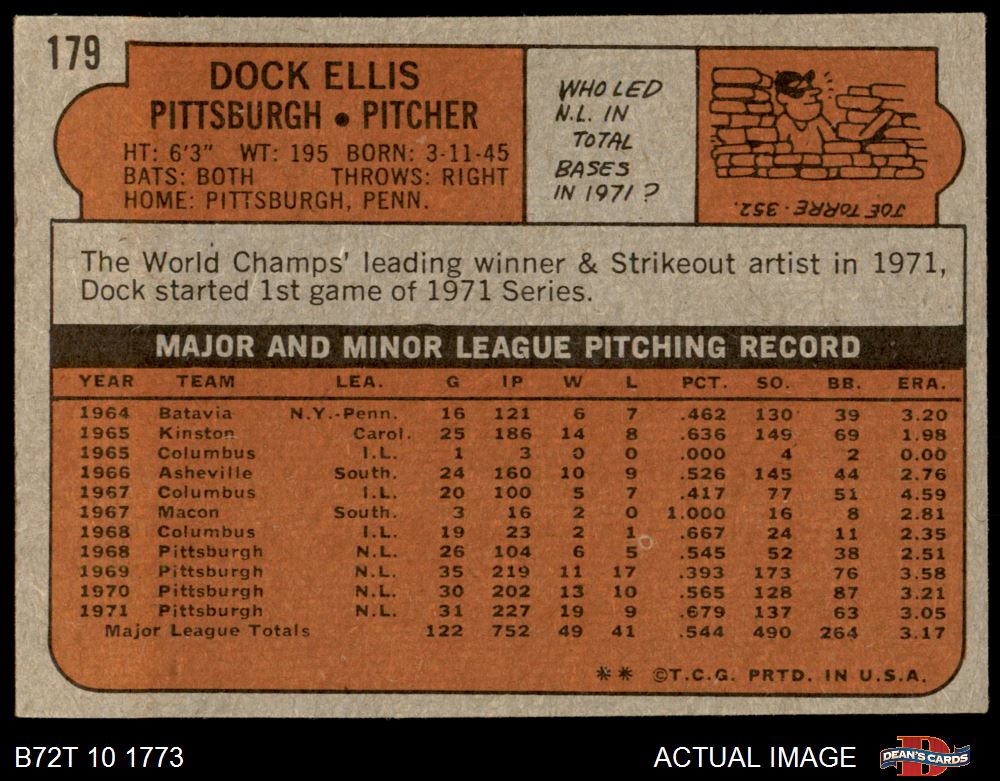 179
DOCK ELLIS
PITTSBURGH • PITCHER
HT: 6'3" WT: 195 BORN: 3-11-45
BATS: BOTH THROWS: RIGHT
HOME: PITTSBURGH, PENN.
WHO LED
N.L. IN
TOTAL
BASES
IN 1971?
JOE TORRE • 352.
The World Champs' leading winner & Strikeout artist in 1971,
Dock started 1st game of 1971 Series.
MAJOR AND MINOR LEAGUE PITCHING RECORD
YEAR TEAM LEA. G IP W L PCT. SO. BB. ERA.
1964 Batavia N.Y.-Penn. 16 121 6 7 .462 130 39 3.20
1965 Kinston Carol. 25 186 14 8 .636 149 69 1.98
1965 Columbus I.L. 1 3 0 0 .000 4 2 0.00
1966 Asheville South. 24 160 10 9 .526 145 44 2.76
1967 Columbus I.L. 20 100 5 7 .417 77 51 4.59
1967 Macon South. 3 16 2 0 1.000 16 8 2.81
1968 Columbus I.L. 19 23 2 1 .667 24 11 2.35
1968 Pittsburgh N.L. 26 104 6 5 .545 52 38 2.51
1969 Pittsburgh N.L. 35 219 11 17 .393 173 76 3.58
1970 Pittsburgh N.L. 30 202 13 10 .565 128 87 3.21
1971 Pittsburgh N.L. 31 227 19 9 .679 137 63 3.05
Major League Totals 122 752 49 41 .544 490 264 3.17
** ©T.C.G. PRTD. IN U.S.A.
B72T 10 1773
ACTUAL IMAGE
DEAN'S CARDS